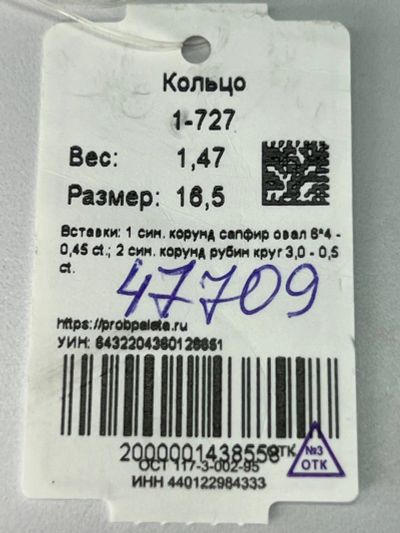 Кольцо
1-727
Вес: 1,47
Размер: 16,5
Вставки: 1 син. корунд сапфир овал 6*4 -
0,45 ct.; 2 син. корунд рубин круг 3,0 - 0,5
ct.
47709
https://probpalata.ru
УИН: 6432204360126651
2000001438558
ОСТ 117-3-002-95
ИНН 440122984333
№3
ОТК